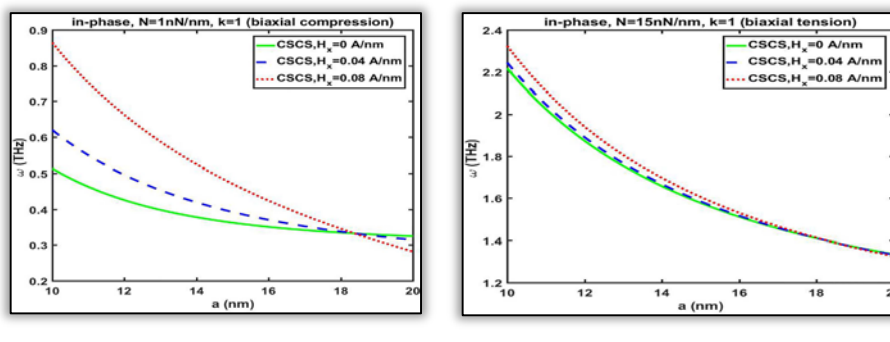 in-phase, N=1nN/nm, k=1 (biaxial compression)
0.9
0.8
0.7
0.6
0.5
0.4
0.3
0.2
ω (THz)
CSCS,Hx=0 A/nm
CSCS,Hx=0.04 A/nm
CSCS,Hx=0.08 A/nm
10 12 14 16 18 20
a (nm)
in-phase, N=15nN/nm, k=1 (biaxial tension)
2.4
2.2
2
1.8
1.6
1.4
1.2
ω (THz)
CSCS,Hx=0 A/nm
CSCS,Hx=0.04 A/nm
CSCS,Hx=0.08 A/nm
10 12 14 16 18
a (nm)